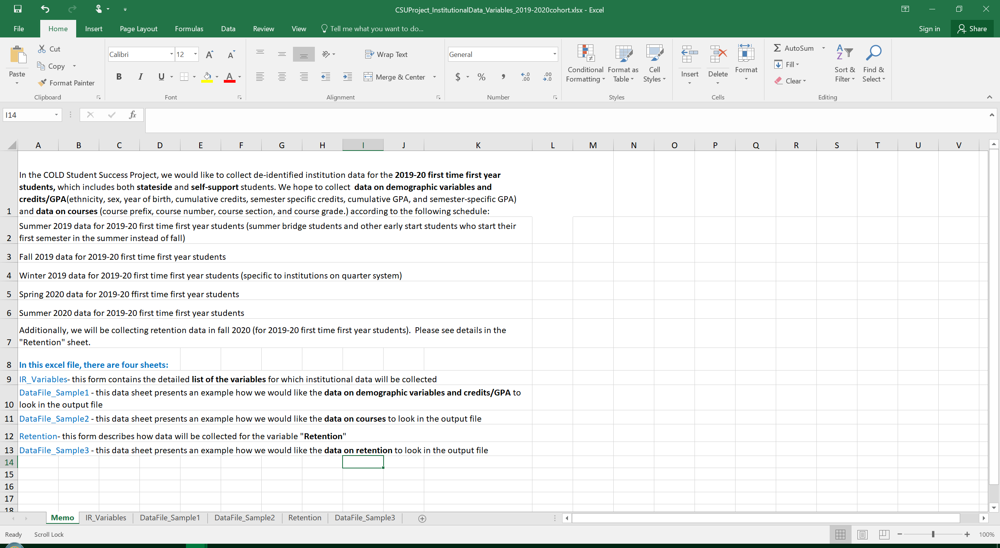 CSUProject_InstitutionalData_Variables_2019-2020cohort.xlsx - Excel
File Home Insert Page Layout Formulas Data Review View Tell me what you want to do... Sign in Share
Paste
Cut
Copy
Format Painter
Clipboard
Calibri 12
B I U A
Font
Wrap Text
Merge & Center
Alignment
General
$ % ,
Number
Conditional Formatting
Format as Table
Cell Styles
Styles
Insert Delete Format
Cells
AutoSum
Fill
Clear
Sort & Filter
Find & Select
Editing
I14
fx
A B C D E F G H I J K L M N O P Q R S T U V
1
In the COLD Student Success Project, we would like to collect de-identified institution data for the 2019-20 first time first year
students, which includes both stateside and self-support students. We hope to collect  data on demographic variables and
credits/GPA(ethnicity, sex, year of birth, cumulative credits, semester specific credits, cumulative GPA, and semester-specific GPA)
and data on courses (course prefix, course number, course section, and course grade.) according to the following schedule:
2
Summer 2019 data for 2019-20 first time first year students (summer bridge students and other early start students who start their
first semester in the summer instead of fall)
3 Fall 2019 data for 2019-20 first time first year students
4 Winter 2019 data for 2019-20 first time first year students (specific to institutions on quarter system)
5 Spring 2020 data for 2019-20 ffirst time first year students
6 Summer 2020 data for 2019-20 first time first year students
7
Additionally, we will be collecting retention data in fall 2020 (for 2019-20 first time first year students).  Please see details in the
"Retention" sheet.
8 In this excel file, there are four sheets:
9 IR_Variables- this form contains the detailed list of the variables for which institutional data will be collected
10
DataFile_Sample1 - this data sheet presents an example how we would like the data on demographic variables and credits/GPA to
look in the output file
11 DataFile_Sample2 - this data sheet presents an example how we would like the data on courses to look in the output file
12 Retention- this form describes how data will be collected for the variable "Retention"
13 DataFile_Sample3 - this data sheet presents an example how we would like the data on retention to look in the output file
14
15
16
17
18
Memo IR_Variables DataFile_Sample1 DataFile_Sample2 Retention DataFile_Sample3
Ready Scroll Lock 100%